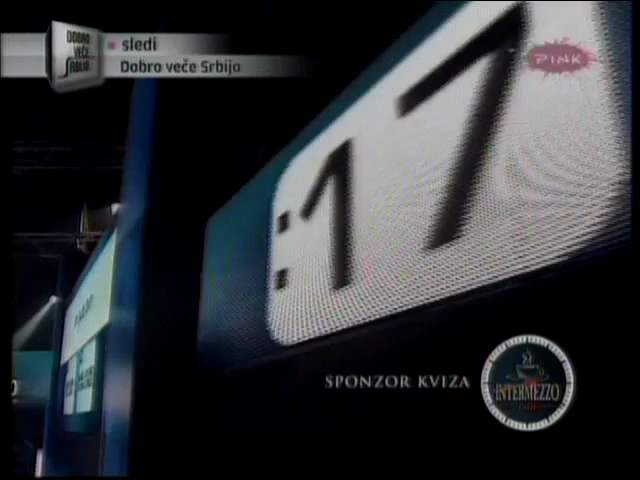 DOBRO
VEČE
SRBIJO
sledi
Dobro veče Srbijo
PINK
:17
SPONZOR KVIZA
INTERMEZZO